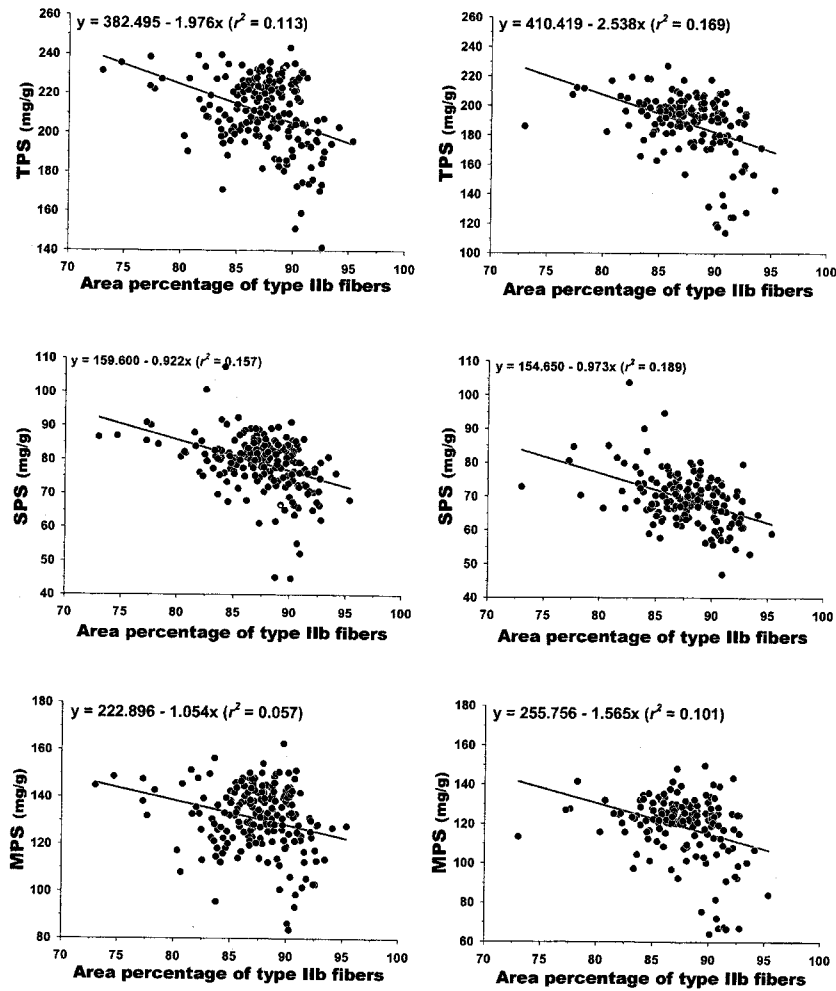 y = 382.495 - 1.976x (r² = 0.113)
260
240
220
200
180
160
140
TPS (mg/g)
70 75 80 85 90 95 100
Area percentage of type IIb fibers
y = 410.419 - 2.538x (r² = 0.169)
260
240
220
200
180
160
140
120
100
TPS (mg/g)
70 75 80 85 90 95 100
Area percentage of type IIb fibers
y = 159.600 - 0.922x (r² = 0.157)
110
100
90
80
70
60
50
40
SPS (mg/g)
70 75 80 85 90 95 100
Area percentage of type IIb fibers
y = 154.650 - 0.973x (r² = 0.189)
110
100
90
80
70
60
50
40
SPS (mg/g)
70 75 80 85 90 95 100
Area percentage of type IIb fibers
y = 222.896 - 1.054x (r² = 0.057)
180
160
140
120
100
80
MPS (mg/g)
70 75 80 85 90 95 100
Area percentage of type IIb fibers
y = 255.756 - 1.565x (r² = 0.101)
180
160
140
120
100
80
60
MPS (mg/g)
70 75 80 85 90 95 100
Area percentage of type IIb fibers